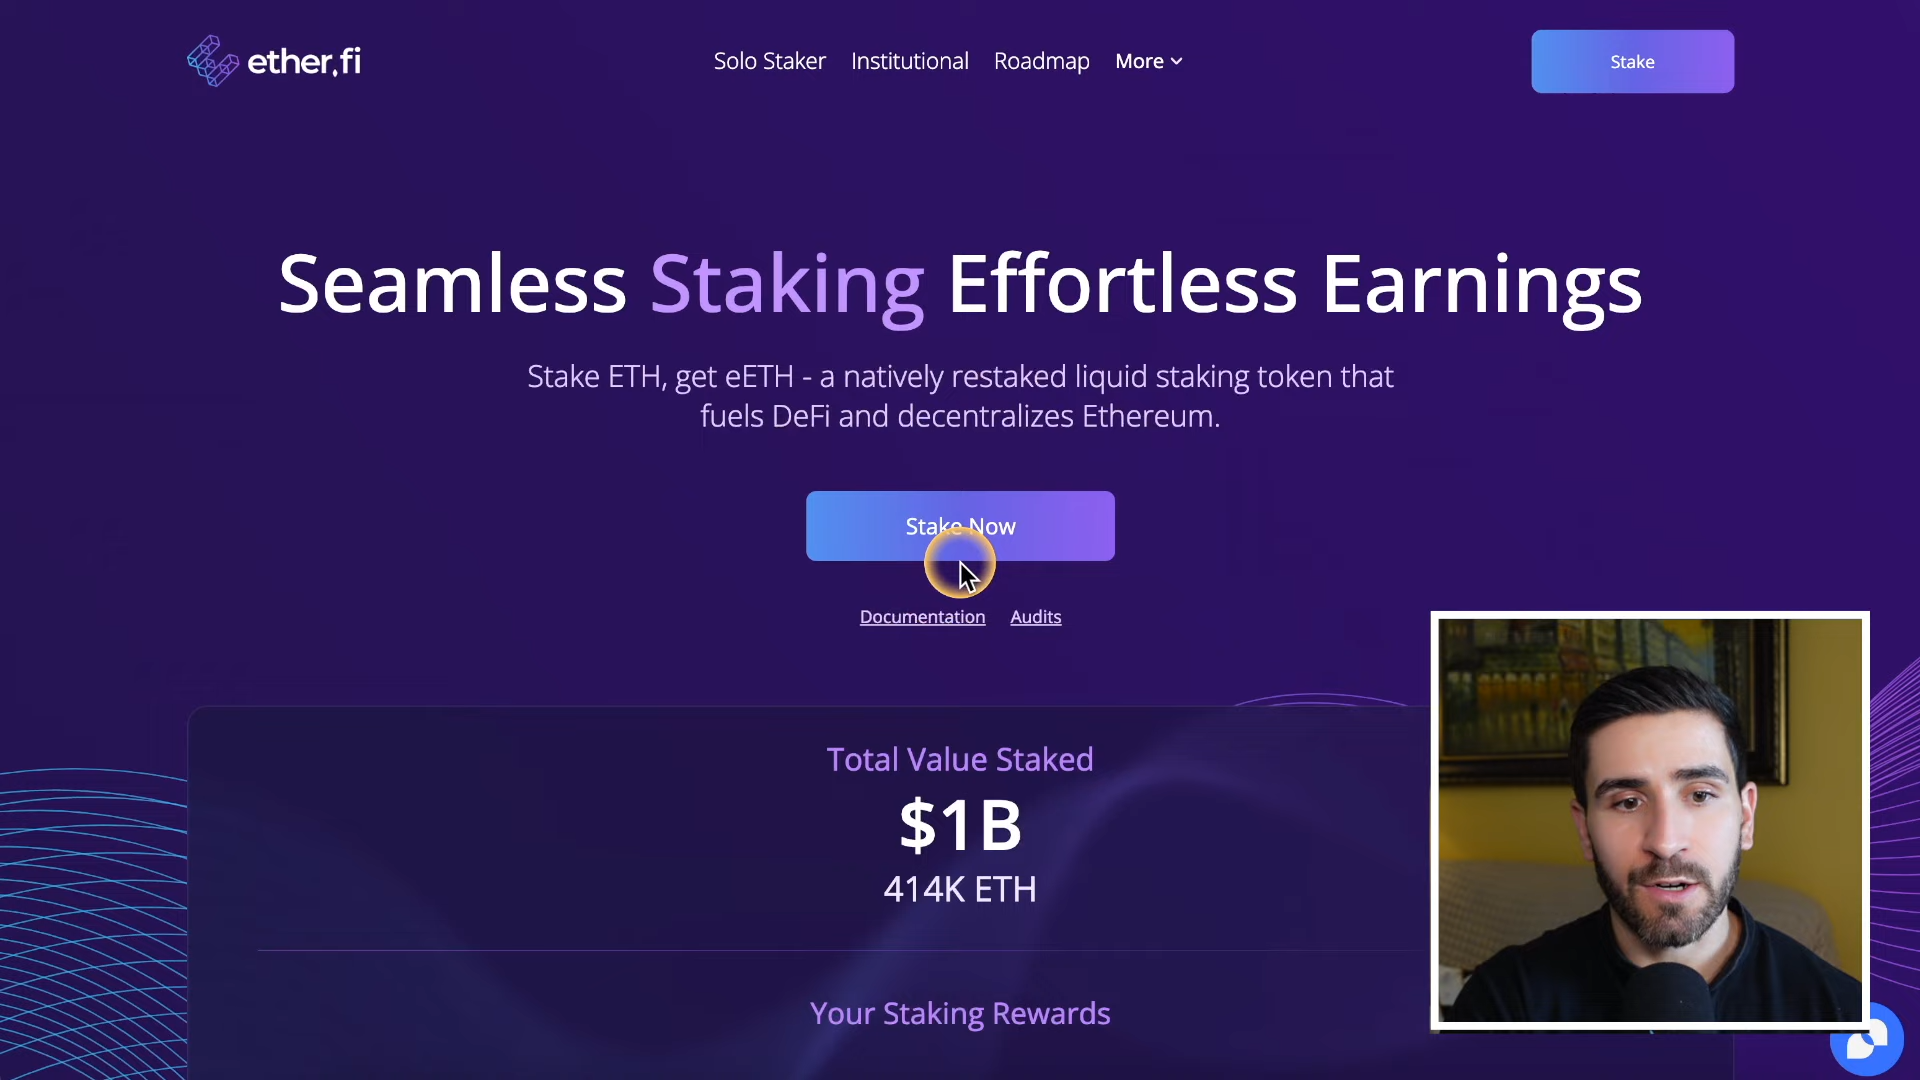 ether.fi
Solo Staker
Institutional
Roadmap
More
Stake
Seamless Staking Effortless Earnings
Stake ETH, get eETH - a natively restaked liquid staking token that
fuels DeFi and decentralizes Ethereum.
Stake Now
Documentation
Audits
Total Value Staked
$1B
414K ETH
Your Staking Rewards